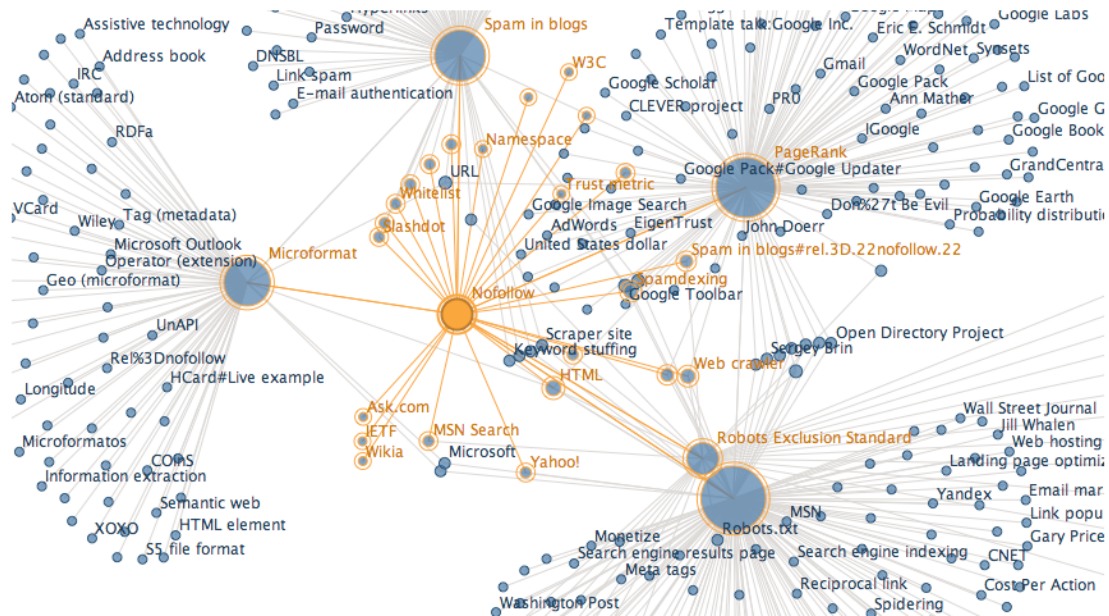 Hyperlinks
Spam in blogs
Template talk:Google Inc.
Google Labs
Assistive technology
Password
Eric E. Schmidt
Address book
DNSBL
W3C
WordNet
Synsets
IRC
Link spam
Google Scholar
Gmail
List of Goo
Atom (standard)
E-mail authentication
CLEVER project
PR0
Google Pack
Ann Mather
Google G
RDFa
Namespace
IGoogle
Google Book
PageRank
URL
Google Pack#Google Updater
GrandCentra
Whitelist
Trust metric
VCard
Wiley
Tag (metadata)
Slashdot
Google Image Search
AdWords
EigenTrust
Don%27t Be Evil
Google Earth
Probability distributio
John Doerr
Microsoft Outlook
Microformat
United States dollar
Spam in blogs#rel.3D.22nofollow.22
Operator (extension)
Geo (microformat)
Nofollow
Spamdexing
Google Toolbar
UnAPI
Scraper site
Open Directory Project
Keyword stuffing
Sergey Brin
Rel%3Dnofollow
HTML
Web crawler
HCard#Live example
Longitude
Ask.com
Wall Street Journal
Microformatos
IETF
MSN Search
Robots Exclusion Standard
Jill Whalen
Web hosting
Wikia
Microsoft
Yahoo!
Landing page optimiz
COinS
Information extraction
Semantic web
Yandex
Email mar
XOXO
HTML element
MSN
Link popu
Monetize
Robots.txt
Gary Price
S5 file format
Search engine results page
Search engine indexing
CNET
Meta tags
Reciprocal link
Cost Per Action
Washington Post
Spidering